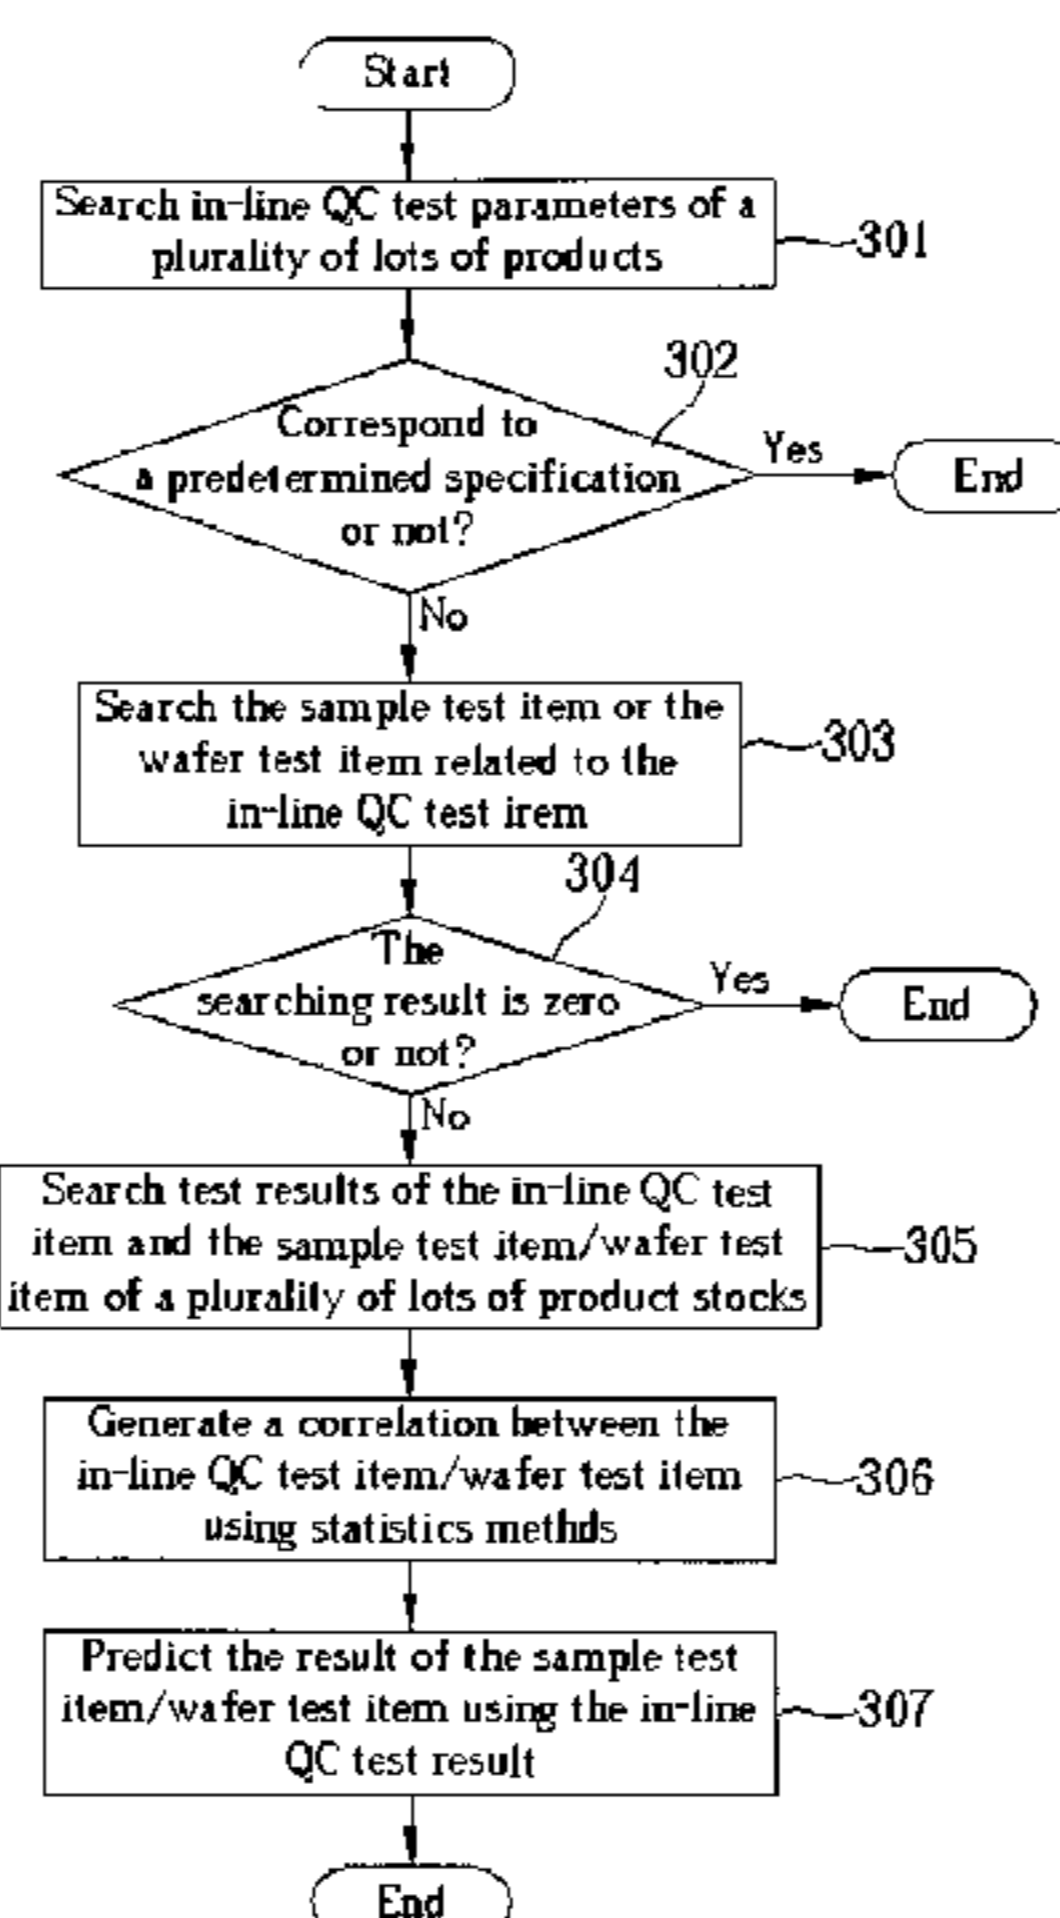 Start
Search in-line QC test parameters of a
plurality of lots of products
301
302
Correspond to
a predetermined specification
or not?
Yes
End
No
Search the sample test item or the
wafer test item related to the
in-line QC test irem
303
304
The
searching result is zero
or not?
Yes
End
No
Search test results of the in-line QC test
item and the sample test item/wafer test
item of a plurality of lots of product stocks
305
Generate a correlation between the
in-line QC test item/wafer test item
using statistics methds
306
Predict the result of the sample test
item/wafer test item using the in-line
QC test result
307
End